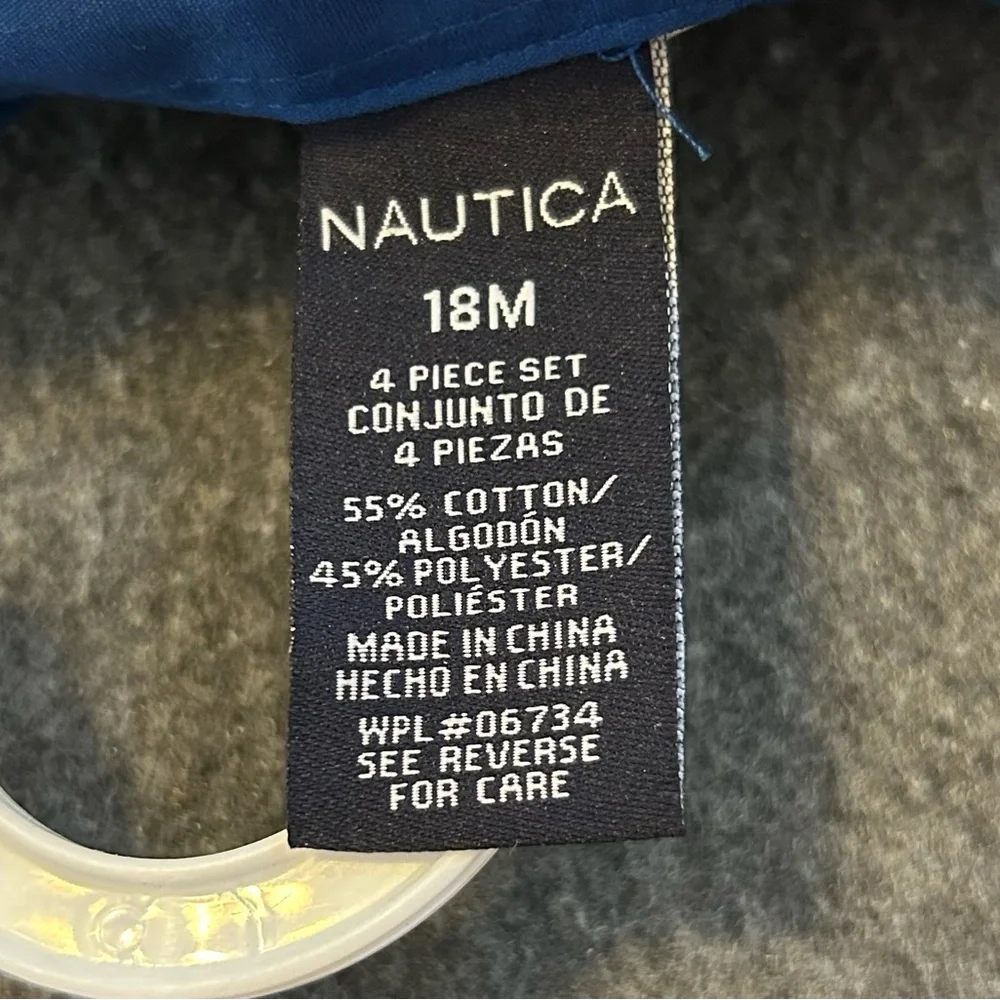 NAUTICA
18M
4 PIECE SET
CONJUNTO DE
4 PIEZAS
55% COTTON/
ALGODÓN
45% POLYESTER/
POLIÉSTER
MADE IN CHINA
HECHO EN CHINA
WPL #06734
SEE REVERSE
FOR CARE